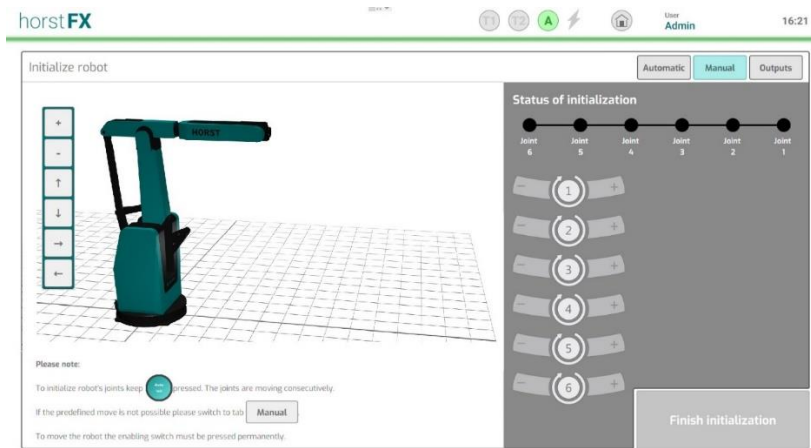 horstFX
T1 T2 A
User
Admin
16:21
Initialize robot
Automatic Manual Outputs
Status of initialization
HORST
Joint 6 Joint 5 Joint 4 Joint 3 Joint 2 Joint 1
+
-
↑
↓
→
←
- 1 +
- 2 +
- 3 +
- 4 +
- 5 +
- 6 +
Please note:
To initialize robot's joints keep pressed. The joints are moving consecutively.
If the predefined move is not possible please switch to tab Manual
To move the robot the enabling switch must be pressed permanently.
Finish initialization